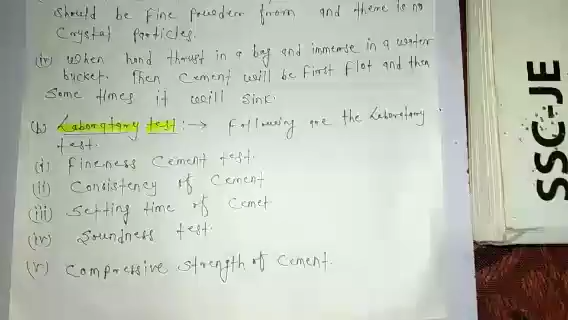 should be fine powder from and there is no
Crystal Particles.
(iv) when hand thrust in a bag and immerse in a water
bucket. Then Cement will be first flot and then
Some times it will sink.
(b) Laboratary test :→ Following are the Laboratory
test.
(i) fineness Cement test.
(ii) Consistency of Cement
(iii) Setting time of Cemet
(iv) Soundness test.
(v) Compressive strength of Cement.
SSC-JE